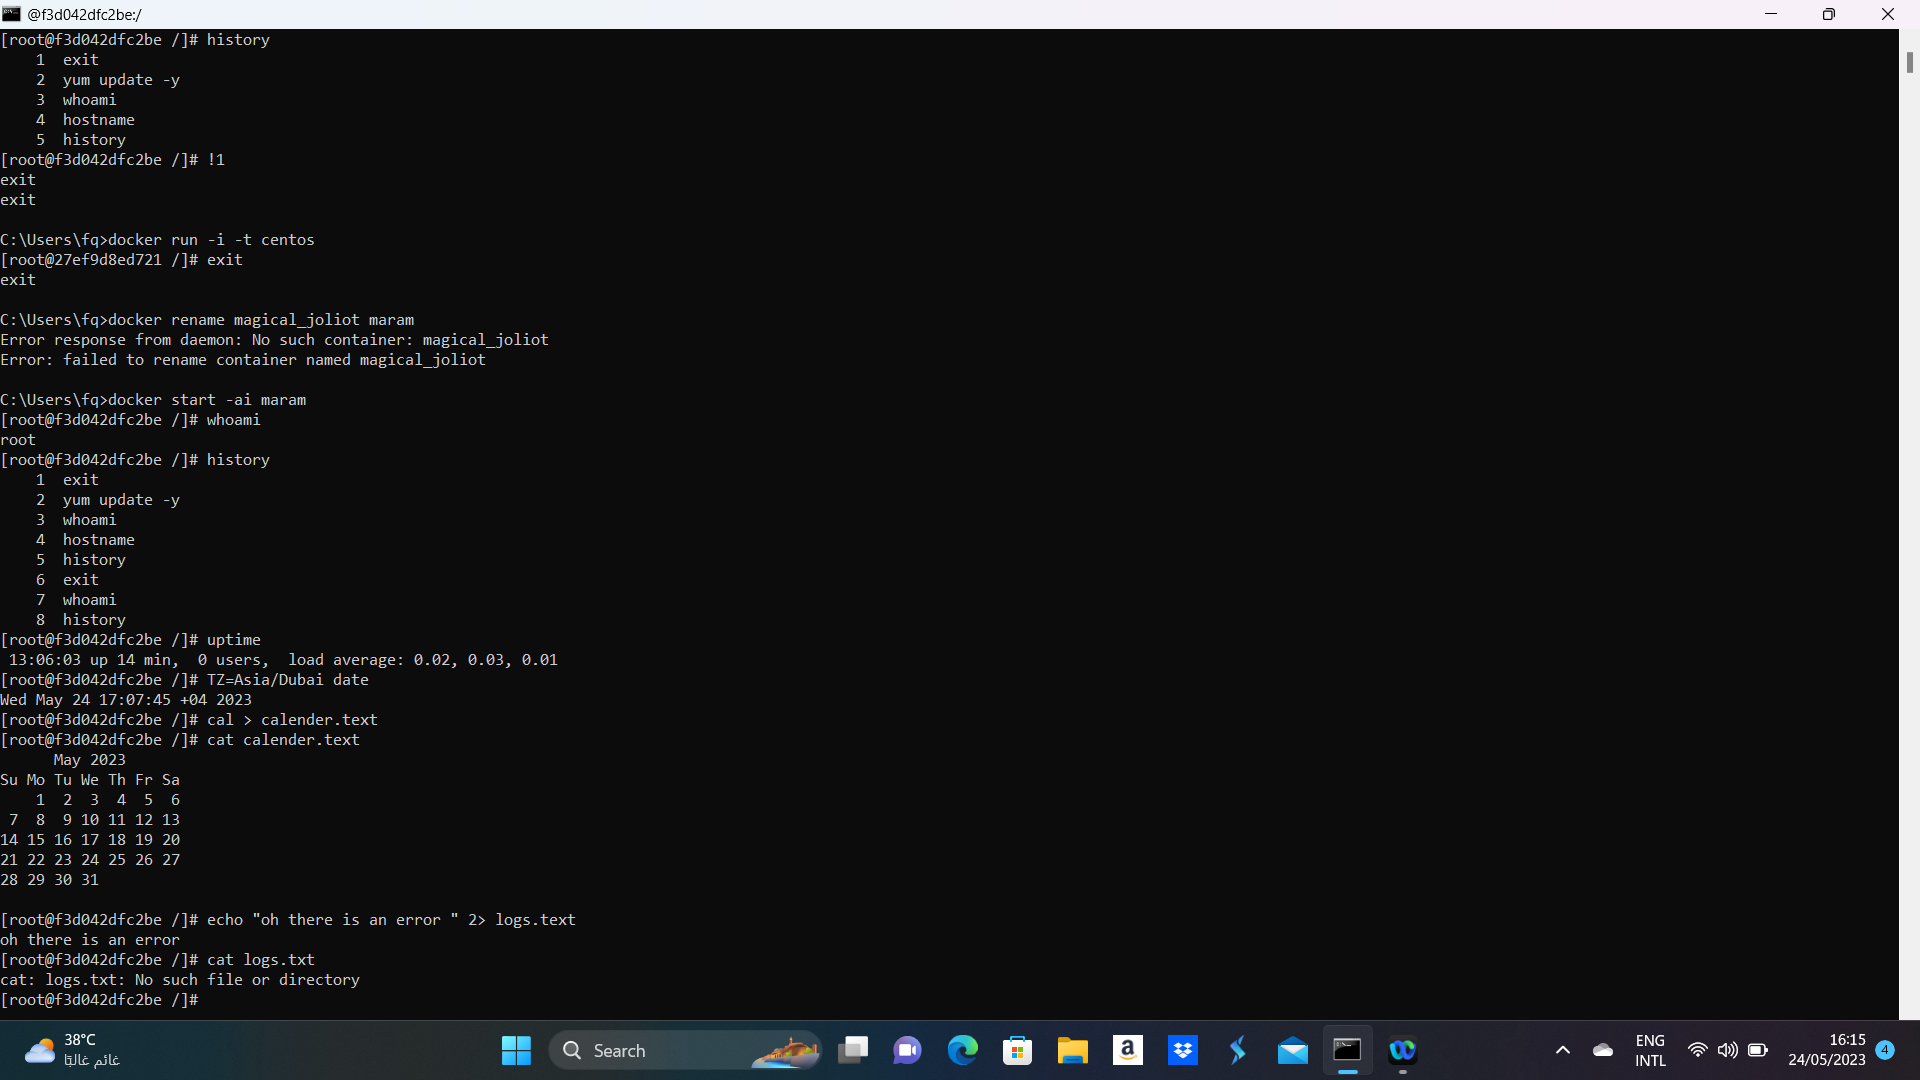 @f3d042dfc2be:/
[root@f3d042dfc2be /]# history
    1  exit
    2  yum update -y
    3  whoami
    4  hostname
    5  history
[root@f3d042dfc2be /]# !1
exit
exit
C:\Users\fq>docker run -i -t centos
[root@27ef9d8ed721 /]# exit
exit
C:\Users\fq>docker rename magical_joliot maram
Error response from daemon: No such container: magical_joliot
Error: failed to rename container named magical_joliot
C:\Users\fq>docker start -ai maram
[root@f3d042dfc2be /]# whoami
root
[root@f3d042dfc2be /]# history
    1  exit
    2  yum update -y
    3  whoami
    4  hostname
    5  history
    6  exit
    7  whoami
    8  history
[root@f3d042dfc2be /]# uptime
 13:06:03 up 14 min,  0 users,  load average: 0.02, 0.03, 0.01
[root@f3d042dfc2be /]# TZ=Asia/Dubai date
Wed May 24 17:07:45 +04 2023
[root@f3d042dfc2be /]# cal > calender.text
[root@f3d042dfc2be /]# cat calender.text
      May 2023
Su Mo Tu We Th Fr Sa
    1  2  3  4  5  6
 7  8  9 10 11 12 13
14 15 16 17 18 19 20
21 22 23 24 25 26 27
28 29 30 31
[root@f3d042dfc2be /]# echo "oh there is an error " 2> logs.text
oh there is an error
[root@f3d042dfc2be /]# cat logs.txt
cat: logs.txt: No such file or directory
[root@f3d042dfc2be /]#
38°C
غائم غالبًا
Search
a
ENG
INTL
16:15
24/05/2023
4